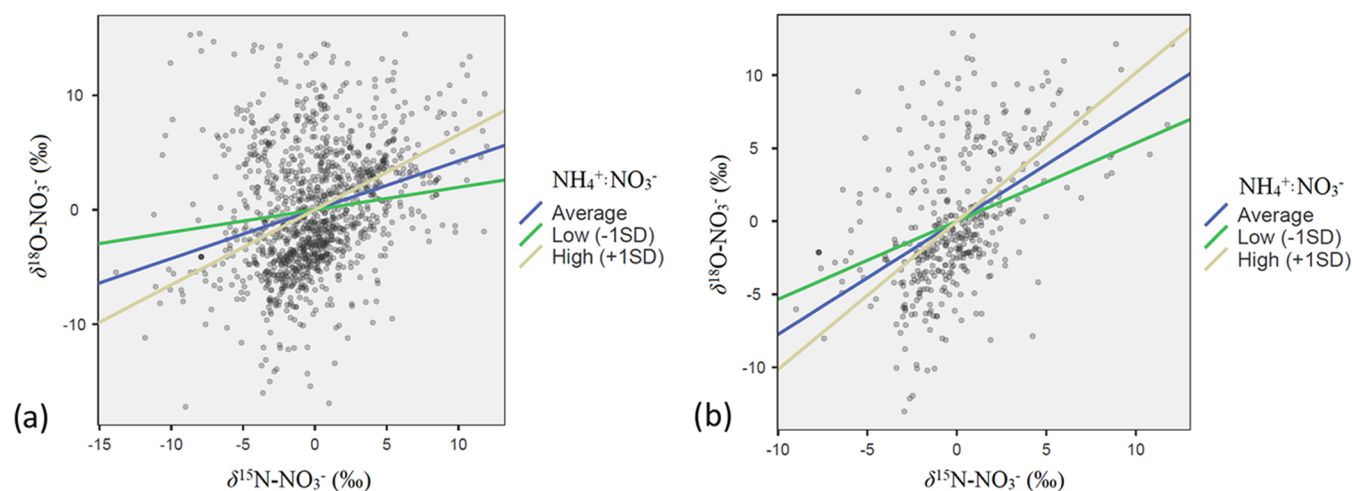 10
0
-10
-15
-10
-5
0
5
10
δ¹⁸O-NO₃⁻ (‰)
δ¹⁵N-NO₃⁻ (‰)
(a)
NH₄⁺:NO₃⁻
Average
Low (-1SD)
High (+1SD)
10
5
0
-5
-10
-10
-5
0
5
10
δ¹⁸O-NO₃⁻ (‰)
δ¹⁵N-NO₃⁻ (‰)
(b)
NH₄⁺:NO₃⁻
Average
Low (-1SD)
High (+1SD)